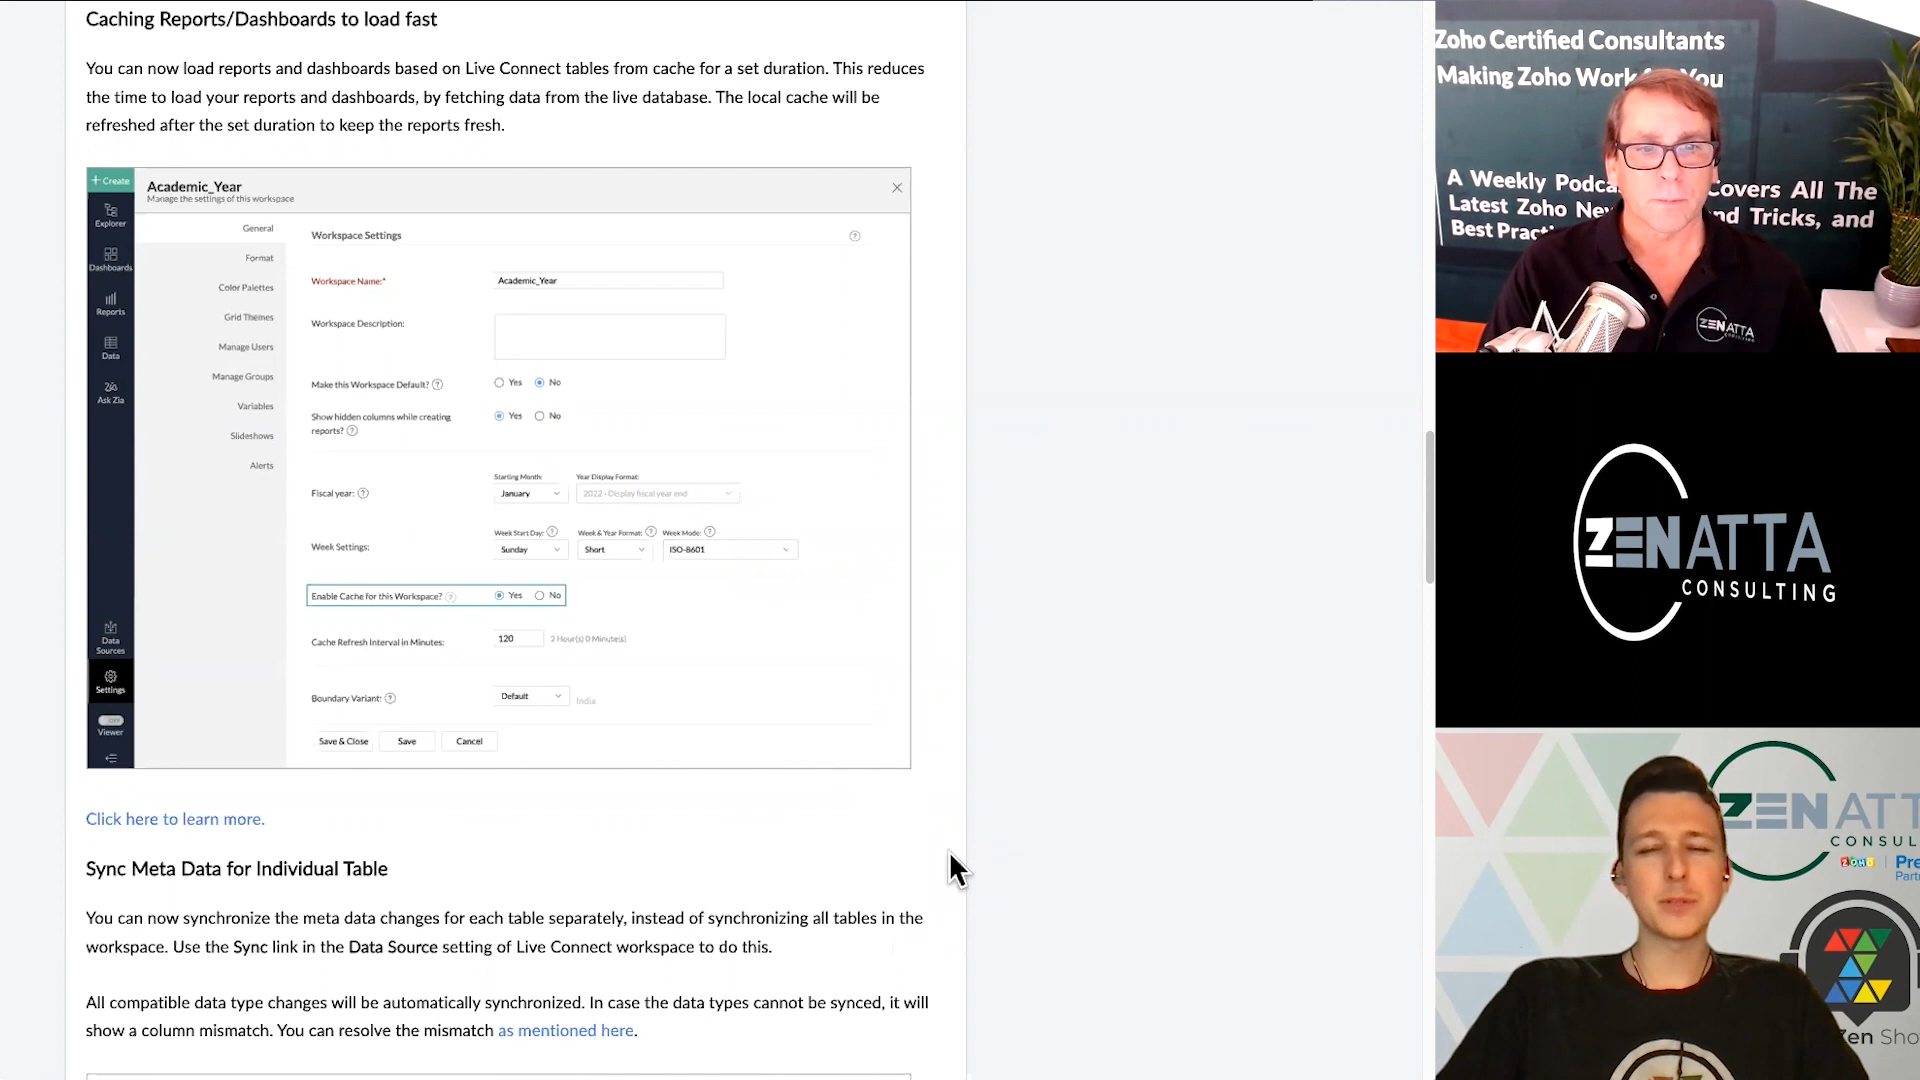 Caching Reports/Dashboards to load fast
You can now load reports and dashboards based on Live Connect tables from cache for a set duration. This reduces
the time to load your reports and dashboards, by fetching data from the live database. The local cache will be
refreshed after the set duration to keep the reports fresh.
+ Create
Explorer
Dashboards
Reports
Data
Ask Zia
Data
Sources
Settings
OFF
Viewer
Academic_Year
Manage the settings of this workspace
General
Format
Color Palettes
Grid Themes
Manage Users
Manage Groups
Variables
Slideshows
Alerts
Workspace Settings
Workspace Name:* Academic_Year
Workspace Description:
Make this Workspace Default? Yes No
Show hidden columns while creating
reports? Yes No
Starting Month: Year Display Format:
Fiscal year: January 2022 - Display fiscal year end
Week Start Day: Week & Year Format: Week Mode:
Week Settings: Sunday Short ISO-8601
Enable Cache for this Workspace? Yes No
Cache Refresh Interval in Minutes: 120 2 Hour(s) 0 Minute(s)
Boundary Variant: Default India
Save & Close Save Cancel
Click here to learn more.
Sync Meta Data for Individual Table
You can now synchronize the meta data changes for each table separately, instead of synchronizing all tables in the
workspace. Use the Sync link in the Data Source setting of Live Connect workspace to do this.
All compatible data type changes will be automatically synchronized. In case the data types cannot be synced, it will
show a column mismatch. You can resolve the mismatch as mentioned here.
Zoho Certified Consultants
Making Zoho Work You
A Weekly Covers All The
Latest Zoho Tricks, and
ZENATTA
ZENATTA
CONSULTING
ZENATT
CONSUL
ZOHO